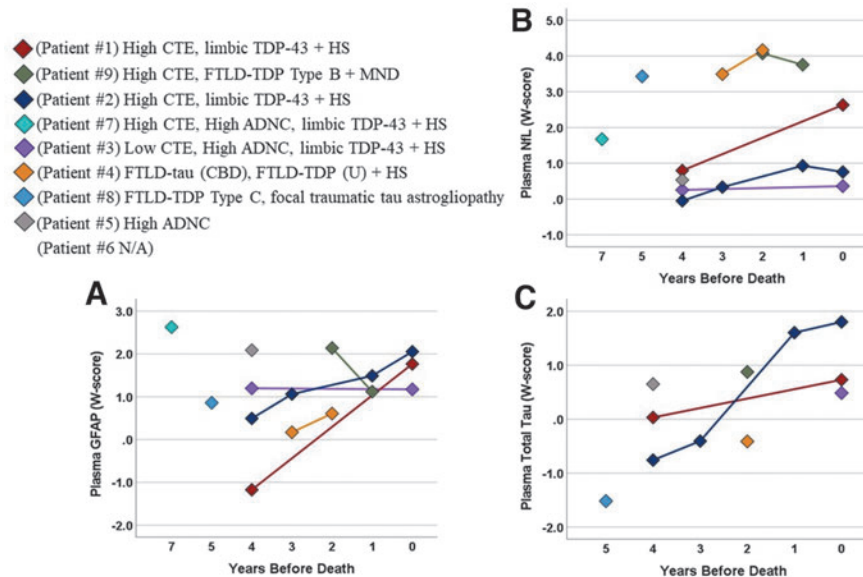 (Patient #1) High CTE, limbic TDP-43 + HS
(Patient #9) High CTE, FTLD-TDP Type B + MND
(Patient #2) High CTE, limbic TDP-43 + HS
(Patient #7) High CTE, High ADNC, limbic TDP-43 + HS
(Patient #3) Low CTE, High ADNC, limbic TDP-43 + HS
(Patient #4) FTLD-tau (CBD), FTLD-TDP (U) + HS
(Patient #8) FTLD-TDP Type C, focal traumatic tau astrogliopathy
(Patient #5) High ADNC
(Patient #6 N/A)
B
Plasma NfL (W-score)
5.0
4.0
3.0
2.0
1.0
.0
-1.0
7 5 4 3 2 1 0
Years Before Death
A
Plasma GFAP (W-score)
3.0
2.0
1.0
.0
-1.0
-2.0
7 5 4 3 2 1 0
Years Before Death
C
Plasma Total Tau (W-score)
2.0
1.0
.0
-1.0
-2.0
5 4 3 2 1 0
Years Before Death